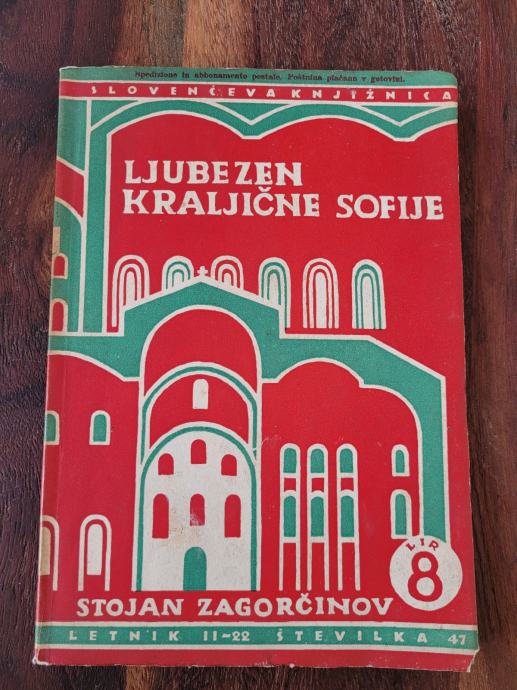 Spedizione in abbonamento postale. Poštnina plačana v gotovini.
SLOVENČEVA KNJIŽNICA
LJUBEZEN
KRALJIČNE SOFIJE
LIR
8
STOJAN ZAGORČINOV
LETNIK II-22 ŠTEVILKA 47